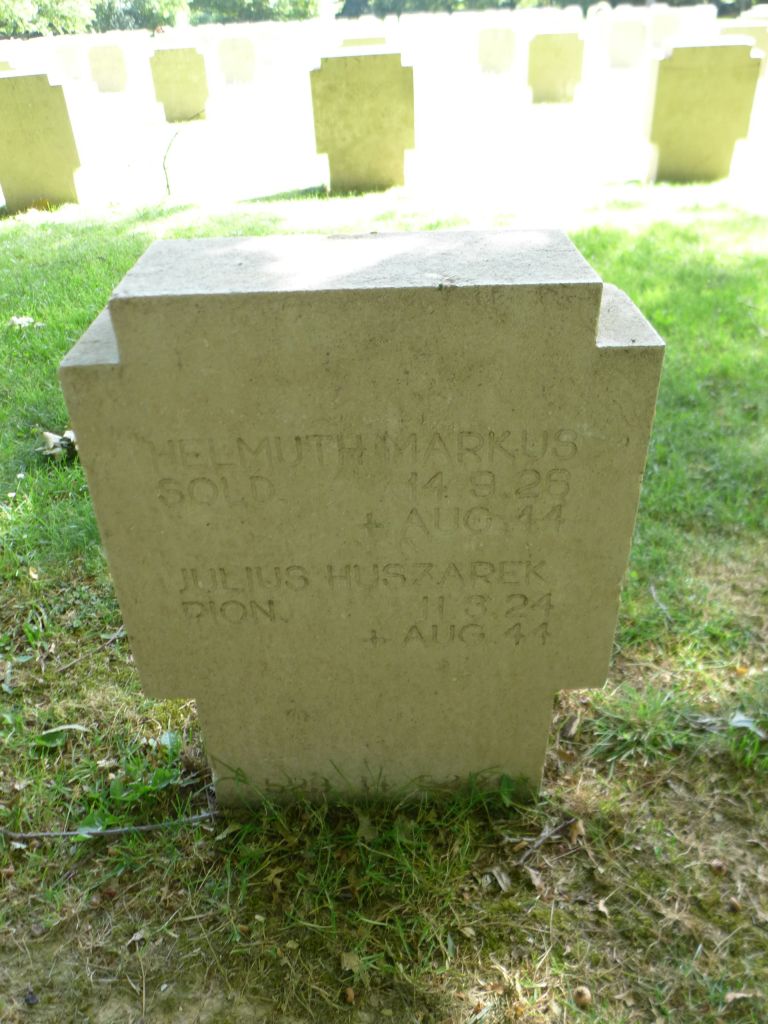 HELMUTH MARKUS
SOLD. 14.9.26
+ AUG. 44
JULIUS HUSZAREK
PION. 11.3.24
+ AUG. 44